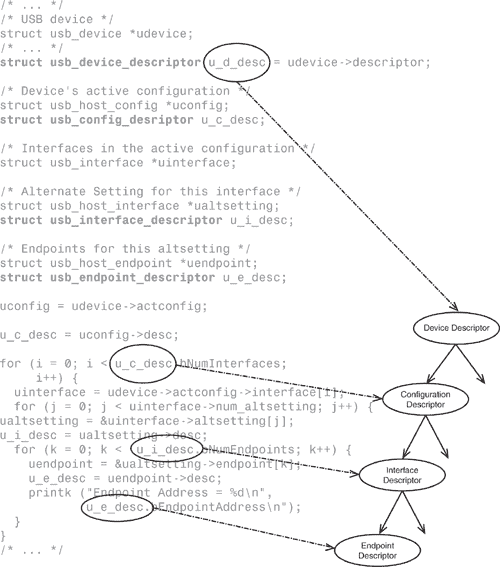 /* ... */
/* USB device */
struct usb_device *udevice;
/* ... */
struct usb_device_descriptor u_d_desc = udevice->descriptor;
/* Device's active configuration */
struct usb_host_config *uconfig;
struct usb_config_desriptor u_c_desc;
/* Interfaces in the active configuration */
struct usb_interface *uinterface;
/* Alternate Setting for this interface */
struct usb_host_interface *ualtsetting;
struct usb_interface_descriptor u_i_desc;
/* Endpoints for this altsetting */
struct usb_host_endpoint *uendpoint;
struct usb_endpoint_descriptor u_e_desc;
uconfig = udevice->actconfig;
u_c_desc = uconfig->desc;
for (i = 0; i < u_c_desc.bNumInterfaces;
i++) {
uinterface = udevice->actconfig->interface[i];
for (j = 0; j < uinterface->num_altsetting; j++) {
ualtsetting = &uinterface->altsetting[j];
u_i_desc = ualtsetting->desc;
for (k = 0; k < u_i_desc.bNumEndpoints; k++) {
uendpoint = &ualtsetting->endpoint[k];
u_e_desc = uendpoint->desc;
printk ("Endpoint Address = %d\n",
u_e_desc.bEndpointAddress\n");
}
}
/* ... */
Device Descriptor
Configuration
Descriptor
Interface
Descriptor
Endpoint
Descriptor